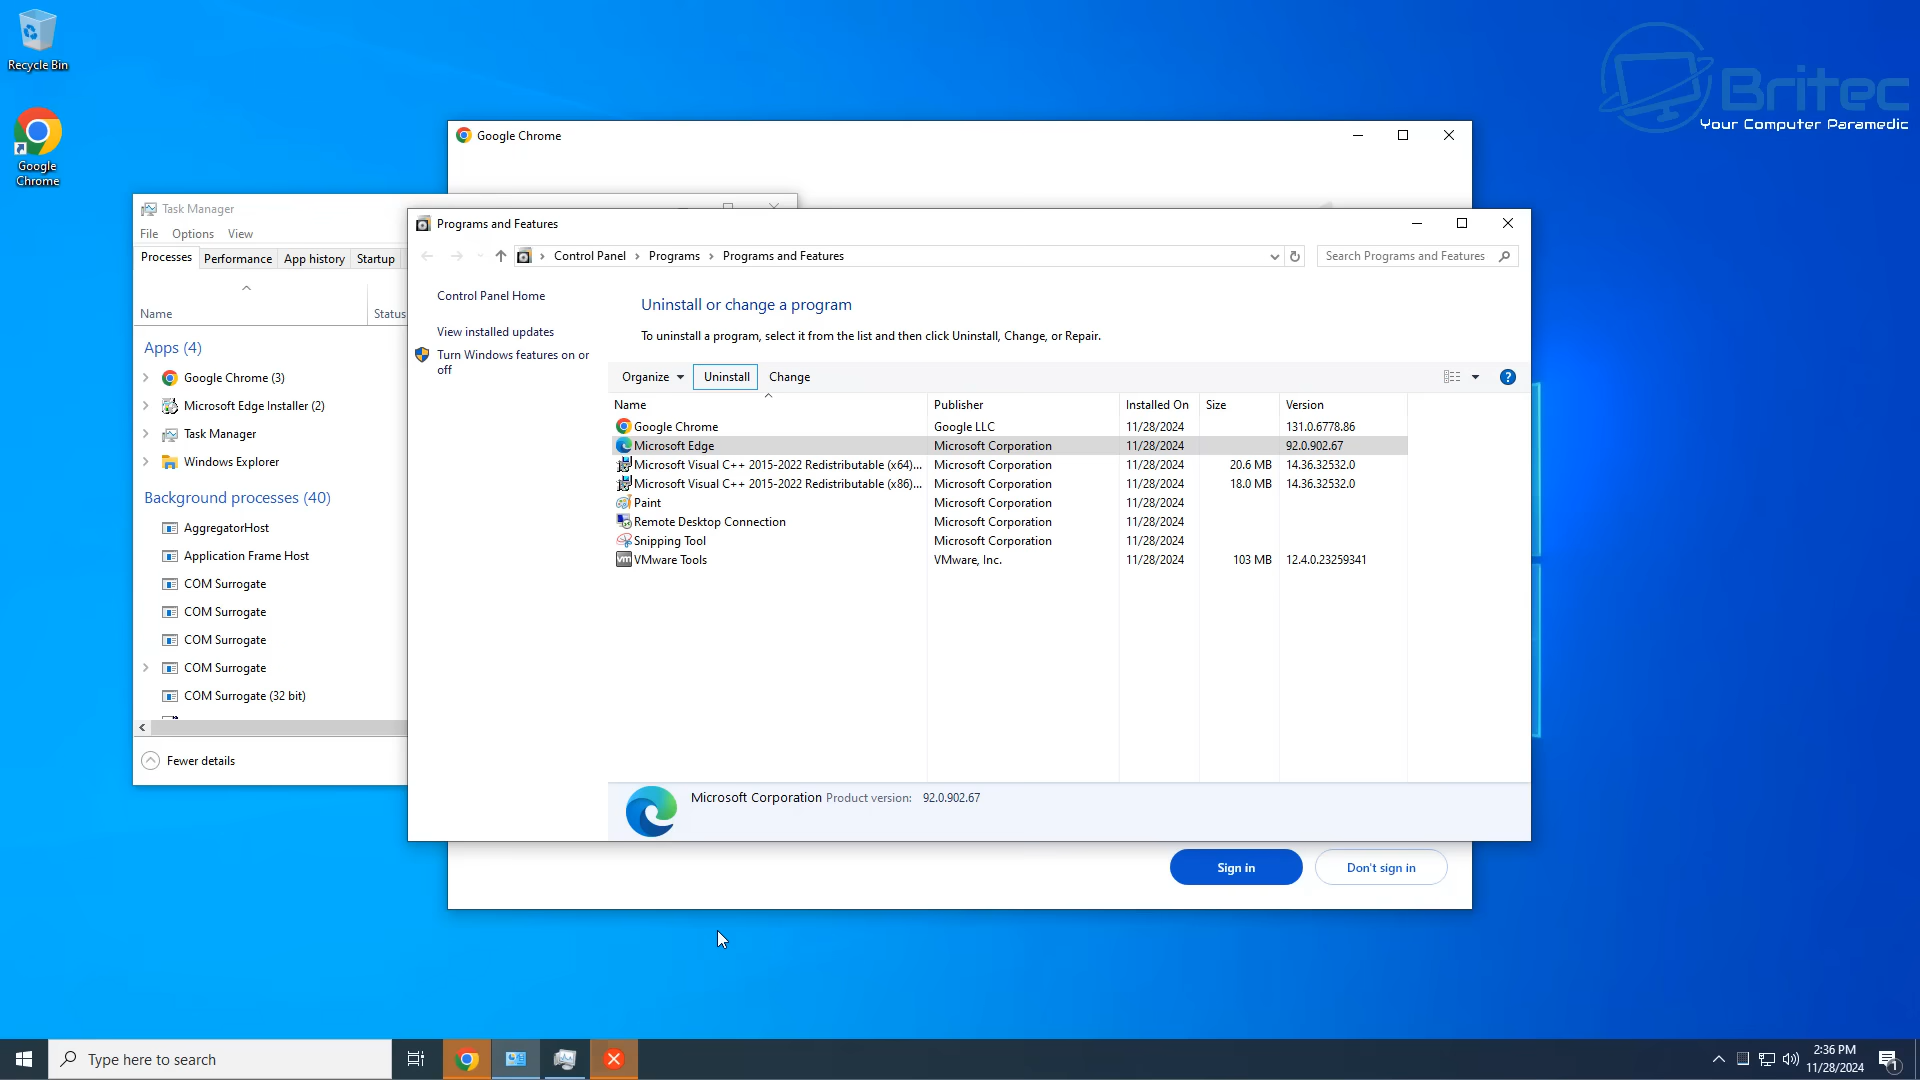 Recycle Bin
Google
Chrome
Britec
Your Computer Paramedic
Google Chrome
Task Manager
File Options View
Processes Performance App history Startup
Name Status
Apps (4)
Google Chrome (3)
Microsoft Edge Installer (2)
Task Manager
Windows Explorer
Background processes (40)
AggregatorHost
Application Frame Host
COM Surrogate
COM Surrogate
COM Surrogate
COM Surrogate
COM Surrogate (32 bit)
Fewer details
Programs and Features
Control Panel Programs Programs and Features
Search Programs and Features
Control Panel Home
View installed updates
Turn Windows features on or
off
Uninstall or change a program
To uninstall a program, select it from the list and then click Uninstall, Change, or Repair.
Organize Uninstall Change
Name Publisher Installed On Size Version
Google Chrome Google LLC 11/28/2024 131.0.6778.86
Microsoft Edge Microsoft Corporation 11/28/2024 92.0.902.67
Microsoft Visual C++ 2015-2022 Redistributable (x64)... Microsoft Corporation 11/28/2024 20.6 MB 14.36.32532.0
Microsoft Visual C++ 2015-2022 Redistributable (x86)... Microsoft Corporation 11/28/2024 18.0 MB 14.36.32532.0
Paint Microsoft Corporation 11/28/2024
Remote Desktop Connection Microsoft Corporation 11/28/2024
Snipping Tool Microsoft Corporation 11/28/2024
vm VMware Tools VMware, Inc. 11/28/2024 103 MB 12.4.0.23259341
Microsoft Corporation Product version: 92.0.902.67
Sign in Don't sign in
Type here to search
2:36 PM
11/28/2024
1